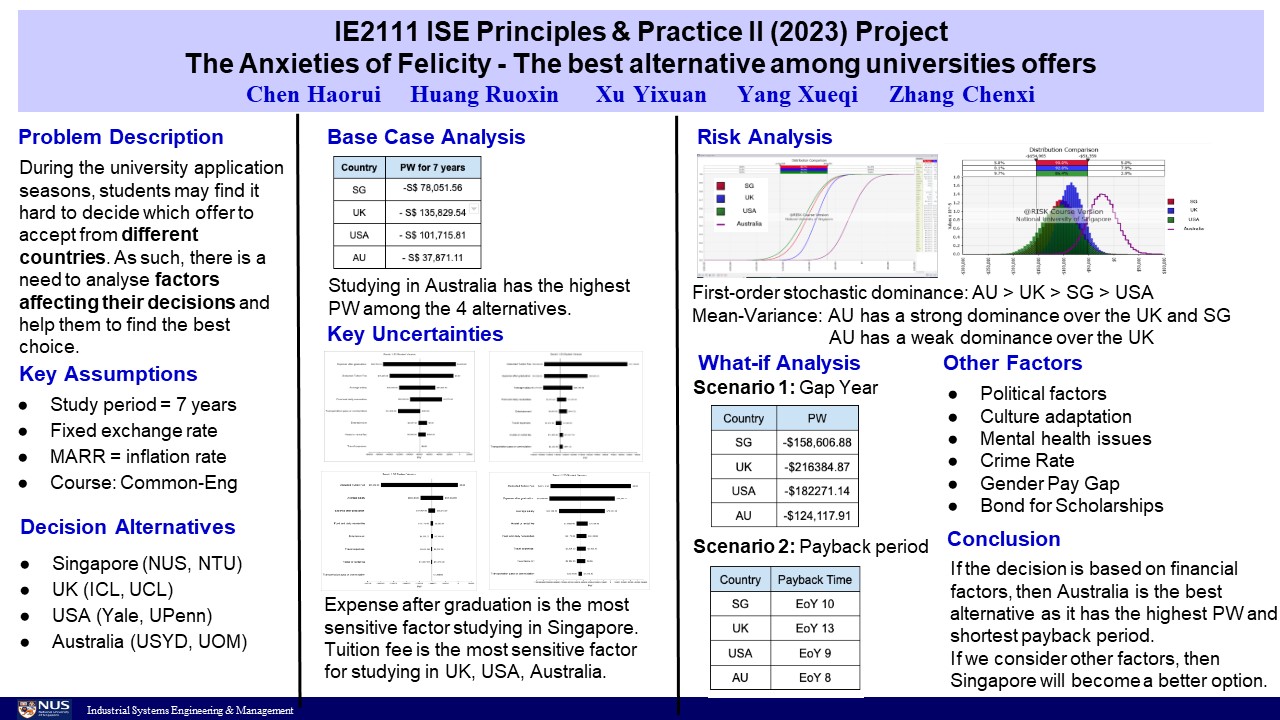 IE2111 ISE Principles & Practice II (2023) Project
The Anxieties of Felicity - The best alternative among universities offers
Chen Haorui Huang Ruoxin Xu Yixuan Yang Xueqi Zhang Chenxi
Problem Description
During the university application
seasons, students may find it
hard to decide which offer to
accept from different
countries. As such, there is a
need to analyse factors
affecting their decisions and
help them to find the best
choice.
Key Assumptions
● Study period = 7 years
● Fixed exchange rate
● MARR = inflation rate
● Course: Common-Eng
Decision Alternatives
● Singapore (NUS, NTU)
● UK (ICL, UCL)
● USA (Yale, UPenn)
● Australia (USYD, UOM)
Base Case Analysis
Country PW for 7 years
SG -S$ 78,051.56
UK - S$ 135,829.54
USA - S$ 101,715.81
AU - S$ 37,871.11
Studying in Australia has the highest
PW among the 4 alternatives.
Key Uncertainties
Expense after graduation is the most
sensitive factor studying in Singapore.
Tuition fee is the most sensitive factor
for studying in UK, USA, Australia.
Risk Analysis
SG
UK
USA
Australia
Distribution Comparison
@RISK Course Version
National University of Singapore
SG
UK
USA
Australia
First-order stochastic dominance: AU > UK > SG > USA
Mean-Variance: AU has a strong dominance over the UK and SG
AU has a weak dominance over the UK
What-if Analysis
Scenario 1: Gap Year
Country PW
SG -$158,606.88
UK -$216384.87
USA -$182271.14
AU -$124,117.91
Scenario 2: Payback period
Country Payback Time
SG EoY 10
UK EoY 13
USA EoY 9
AU EoY 8
Other Factors
● Political factors
● Culture adaptation
● Mental health issues
● Crime Rate
● Gender Pay Gap
● Bond for Scholarships
Conclusion
If the decision is based on financial
factors, then Australia is the best
alternative as it has the highest PW and
shortest payback period.
If we consider other factors, then
Singapore will become a better option.
NUS
National University
of Singapore
Industrial Systems Engineering & Management